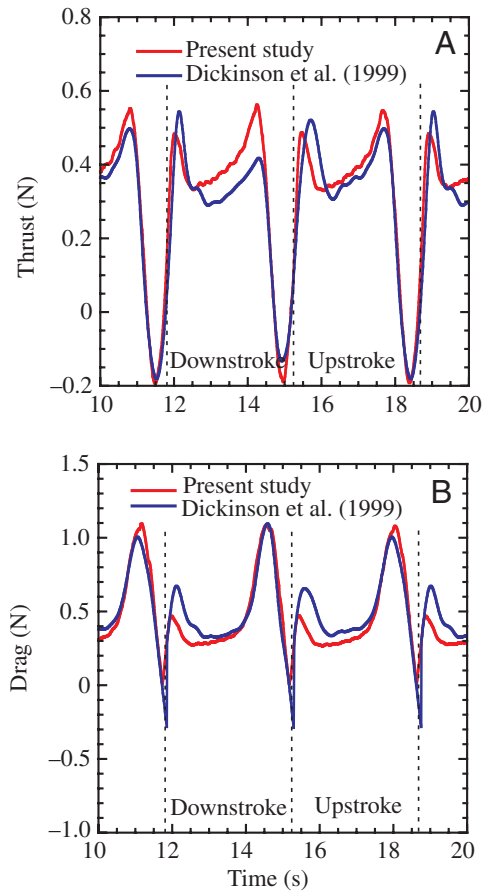 A
Present study
Dickinson et al. (1999)
0.8
0.6
0.4
0.2
0
–0.2
Thrust (N)
Downstroke
Upstroke
10 12 14 16 18 20
B
Present study
Dickinson et al. (1999)
1.5
1.0
0.5
0
–0.5
–1.0
Drag (N)
Downstroke
Upstroke
10 12 14 16 18 20
Time (s)